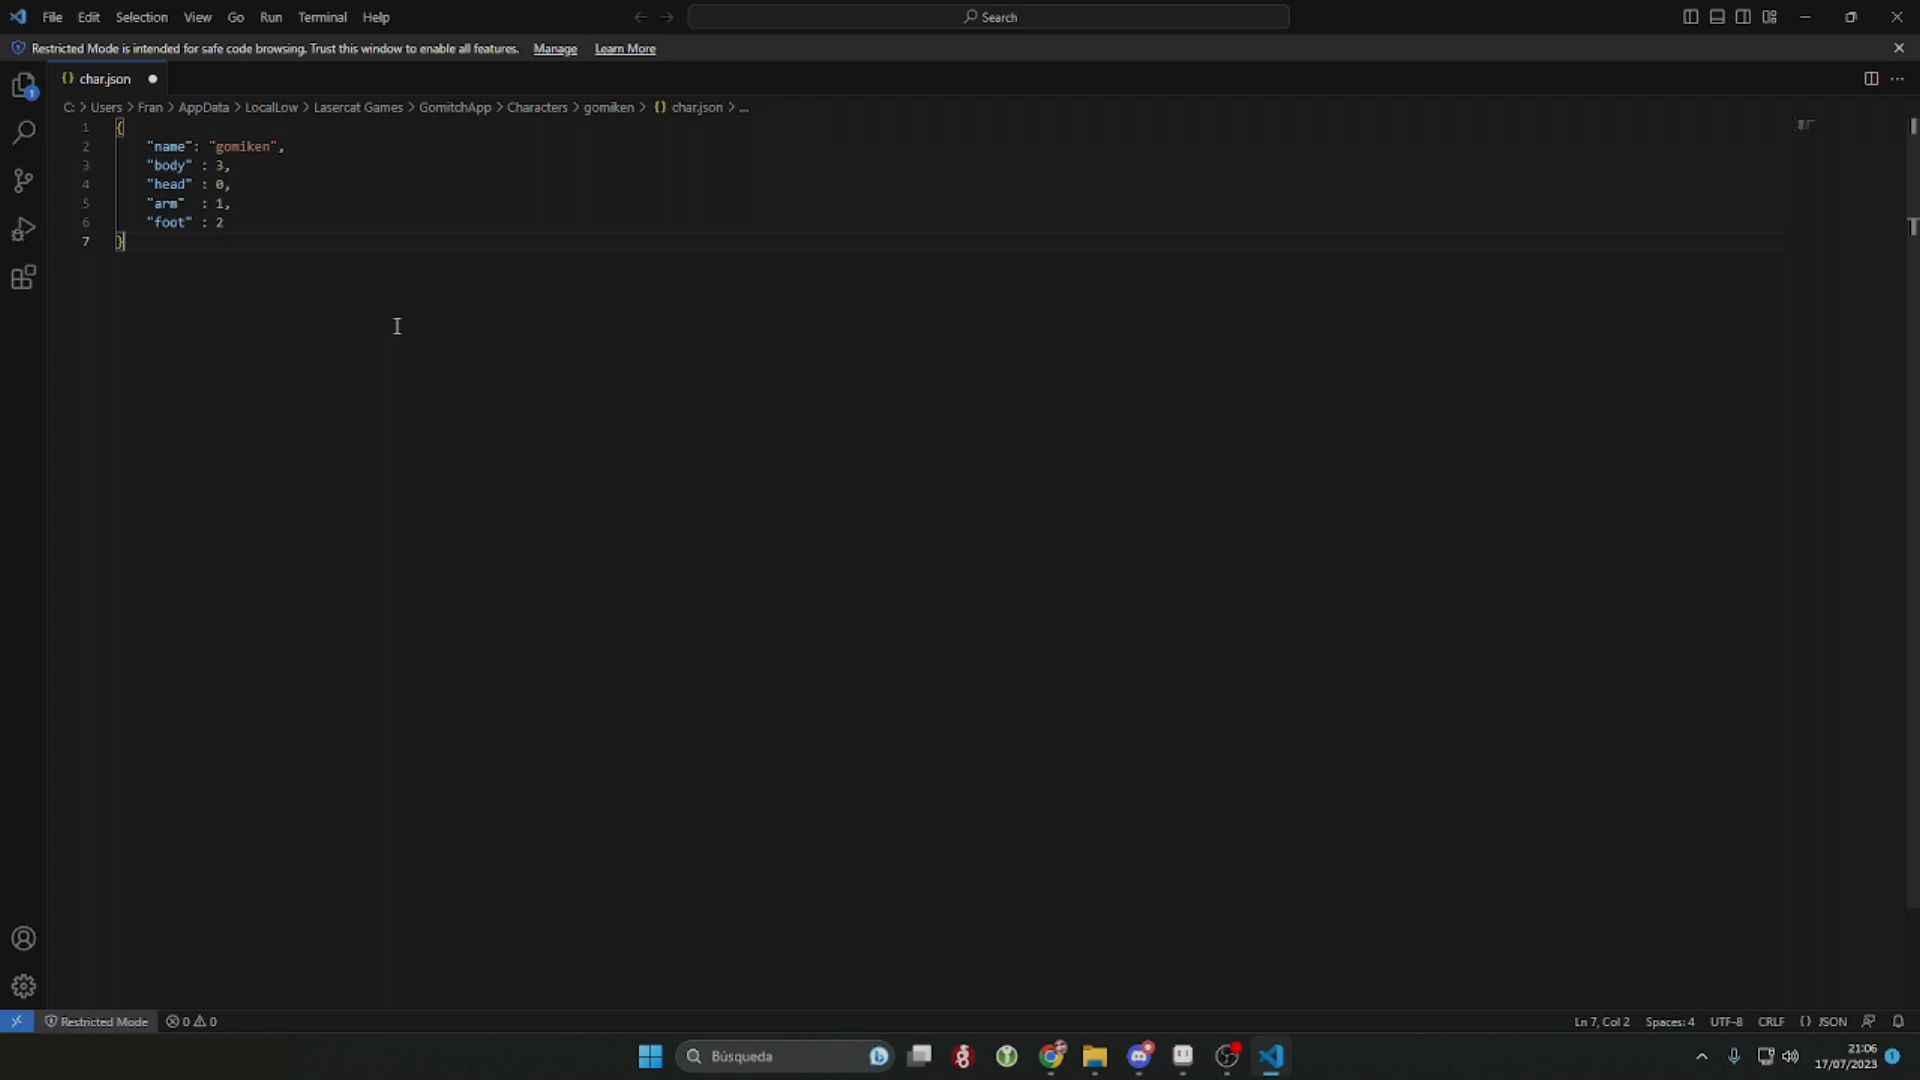 File Edit Selection View Go Run Terminal Help Search
Restricted Mode is intended for safe code browsing. Trust this window to enable all features. Manage Learn More
{} char.json
C: > Users > Fran > AppData > LocalLow > Lasercat Games > GomitchApp > Characters > gomiken > {} char.json > ...
1 {
2 "name": "gomiken",
3 "body" : 3,
4 "head" : 0,
5 "arm" : 1,
6 "foot" : 2
7 }
Restricted Mode 0 0 Ln 7, Col 2 Spaces: 4 UTF-8 CRLF {} JSON
Búsqueda 21:06
17/07/2023 1